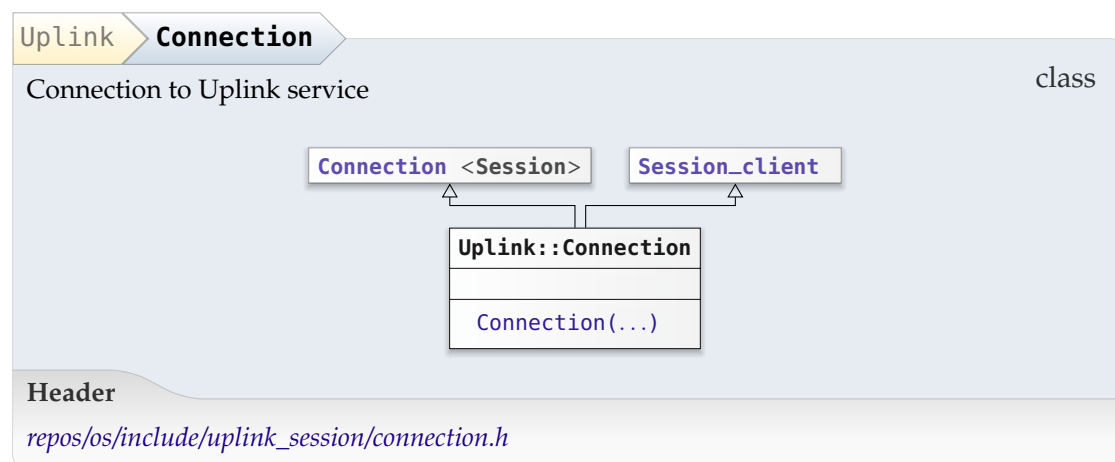 Uplink Connection
Connection to Uplink service
class
Connection <Session> Session_client
Uplink::Connection
Connection(...)
Header
repos/os/include/uplink_session/connection.h